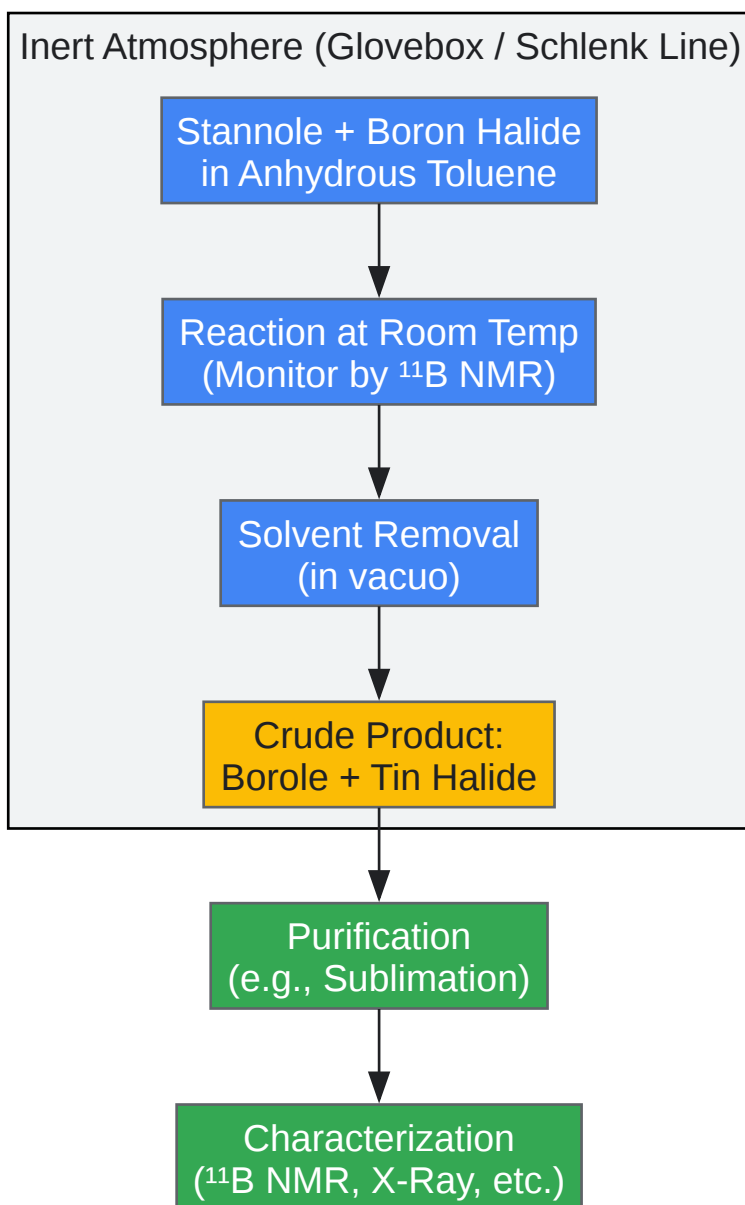 Inert Atmosphere (Glovebox / Schlenk Line)
Stannole + Boron Halide
in Anhydrous Toluene
Reaction at Room Temp
(Monitor by ¹¹B NMR)
Solvent Removal
(in vacuo)
Crude Product:
Borole + Tin Halide
Purification
(e.g., Sublimation)
Characterization
(¹¹B NMR, X-Ray, etc.)